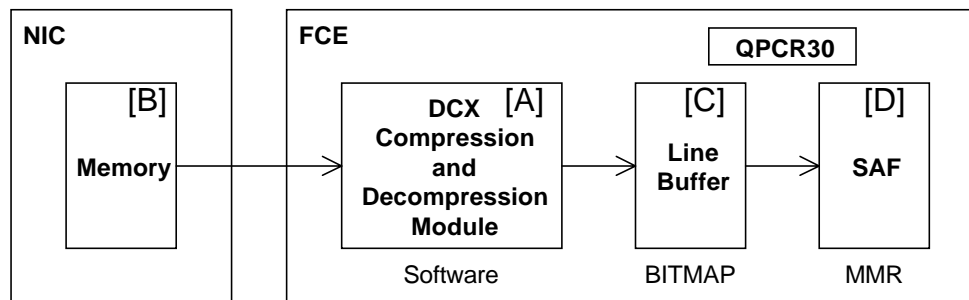 NIC
FCE
QPCR30
[B]
Memory
[A]
DCX
Compression
and
Decompression
Module
[C]
Line
Buffer
[D]
SAF
Software
BITMAP
MMR